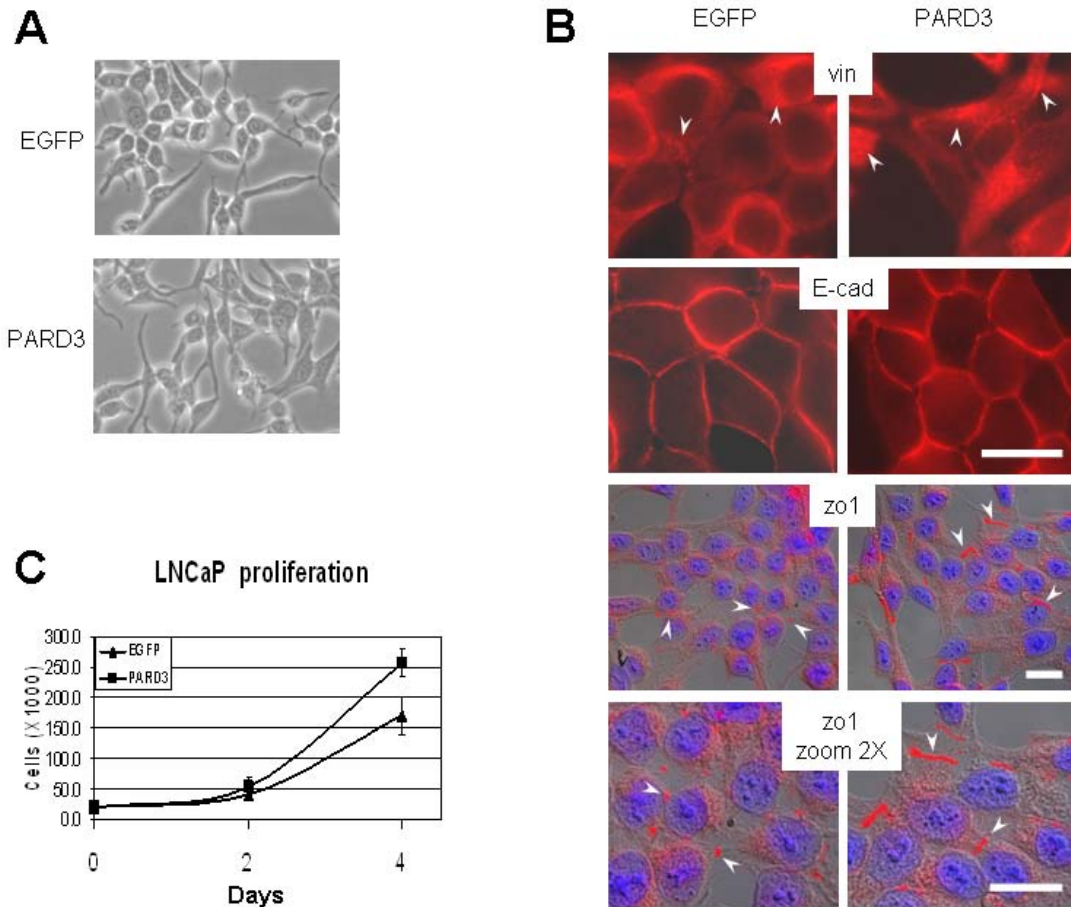 A
EGFP
PARD3
B
EGFP
PARD3
vin
E-cad
zo1
zo1
zoom 2X
C
LNCaP proliferation
Cells (X1000)
300.0
250.0
200.0
150.0
100.0
50.0
0.0
EGFP
PARD3
0
2
4
Days